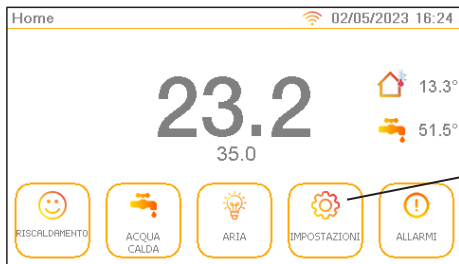 Home 02/05/2023 16:24
13.3°
23.2
51.5°
35.0
RISCALDAMENTO
ACQUA
CALDA
ARIA
IMPOSTAZIONI
ALLARMI